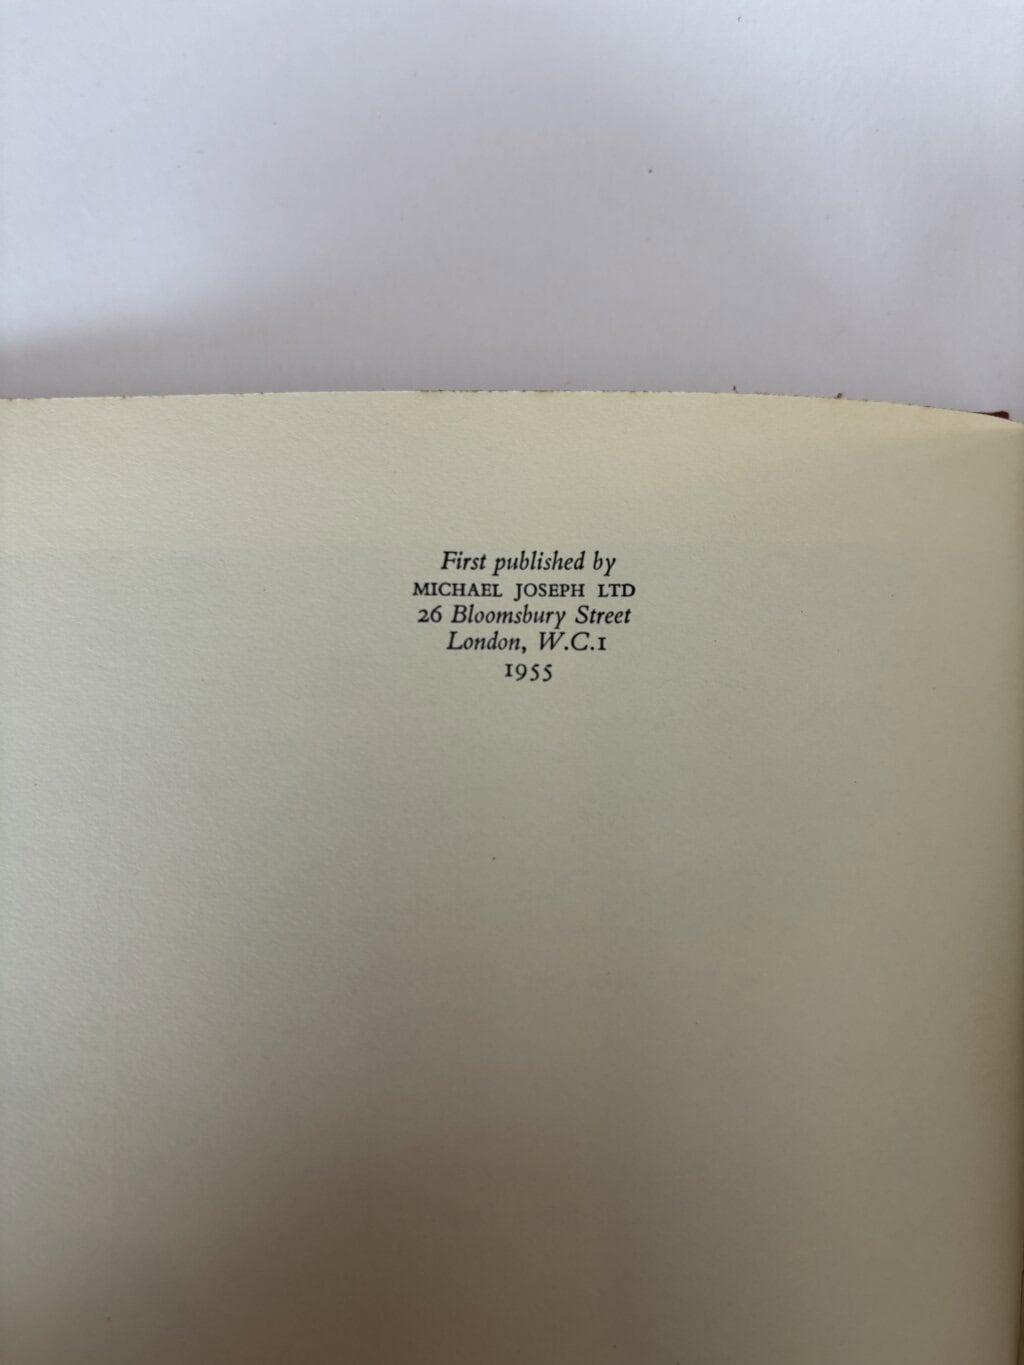 First published by
MICHAEL JOSEPH LTD
26 Bloomsbury Street
London, W.C.1
1955